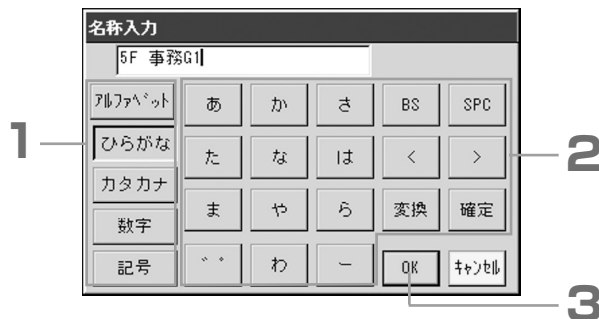 名称入力
5F 事務G1
ｱﾙﾌｧﾍﾞｯﾄ あ か さ BS SPC
1 ひらがな た な は < > 2
カタカナ
数字 ま や ら 変換 確定
記号 ゛゜ わ ー OK ｷｬﾝｾﾙ
3